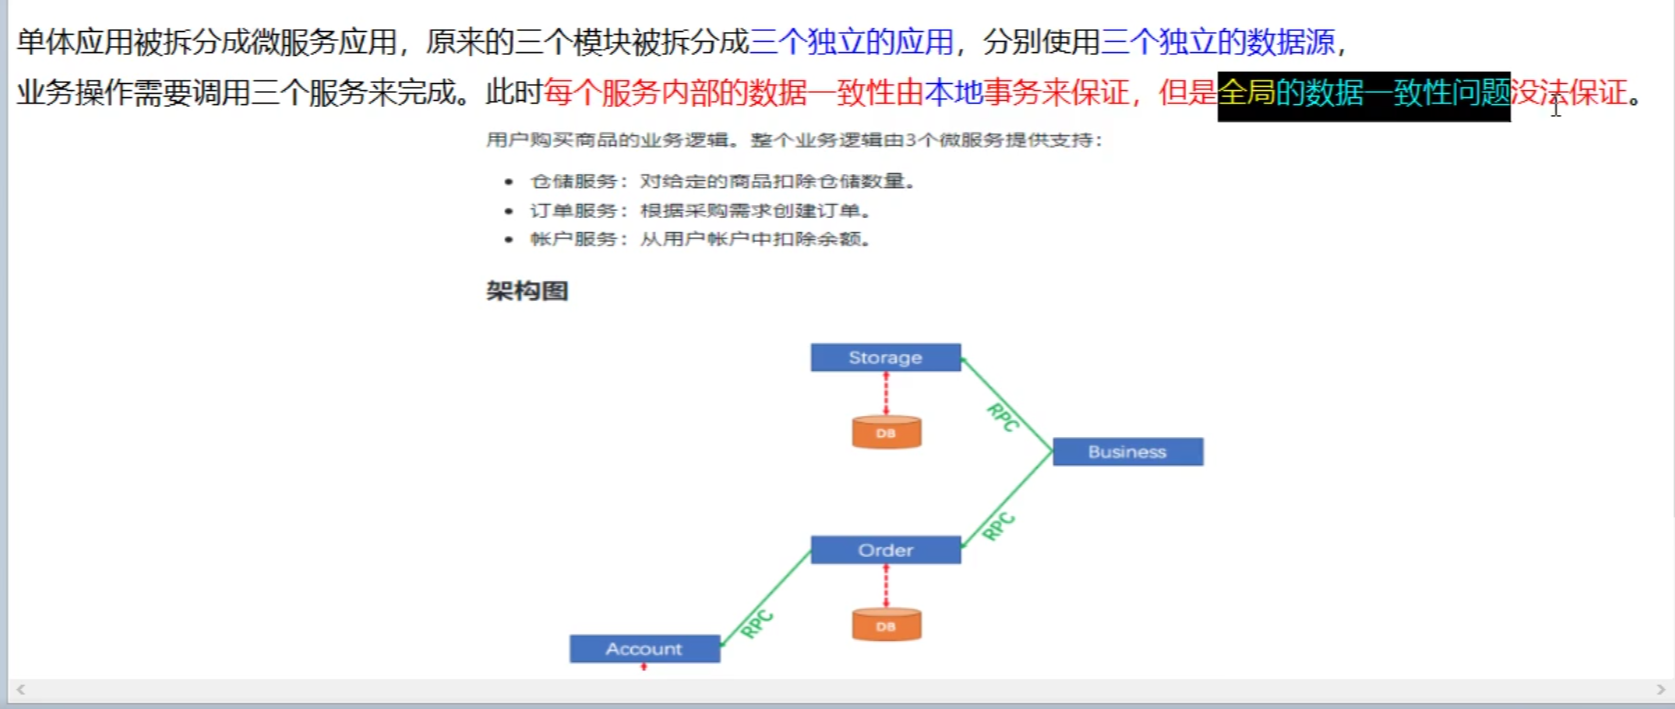 单体应用被拆分成微服务应用，原来的三个模块被拆分成三个独立的应用，分别使用三个独立的数据源，
业务操作需要调用三个服务来完成。此时每个服务内部的数据一致性由本地事务来保证，但是全局的数据一致性问题没法保证。
用户购买商品的业务逻辑。整个业务逻辑由3个微服务提供支持：
• 仓储服务：对给定的商品扣除仓储数量。
• 订单服务：根据采购需求创建订单。
• 帐户服务：从用户帐户中扣除余额。
架构图
Storage
RPC
DB
Business
RPC
Order
RPC
DB
Account